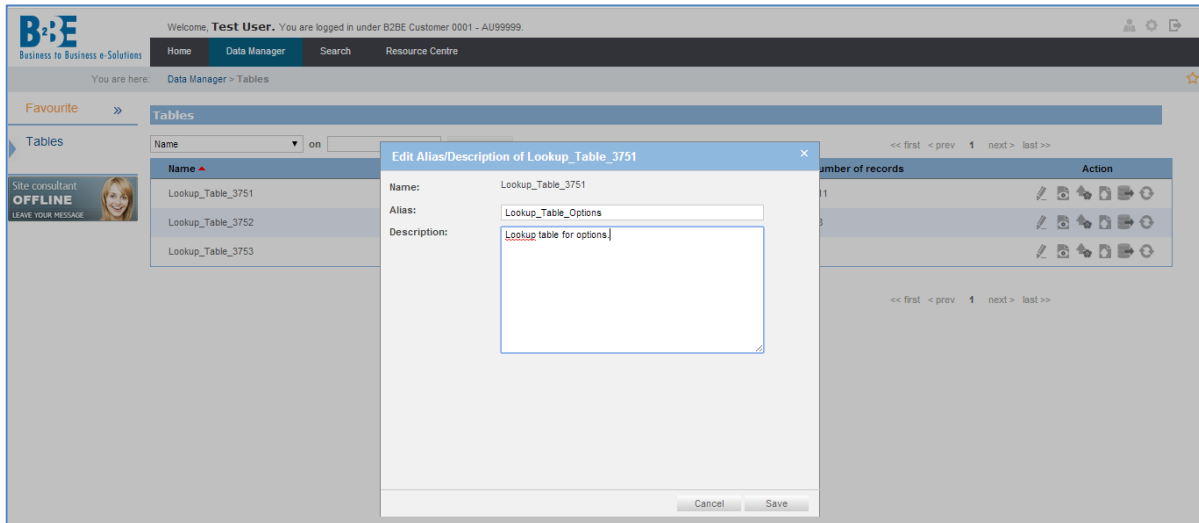 B2BE
Business to Business e-Solutions
Welcome, Test User. You are logged in under B2BE Customer 0001 - AU99999.
Home Data Manager Search Resource Centre
You are here: Data Manager > Tables
Favourite »
Tables
Site consultant
OFFLINE
LEAVE YOUR MESSAGE
Tables
Name on
<< first < prev 1 next > last >>
Name Action
Lookup_Table_3751
Lookup_Table_3752
Lookup_Table_3753
<< first < prev 1 next > last >>
Edit Alias/Description of Lookup_Table_3751 ×
Name: Lookup_Table_3751
Alias: Lookup_Table_Options
Description: Lookup table for options.
Cancel Save